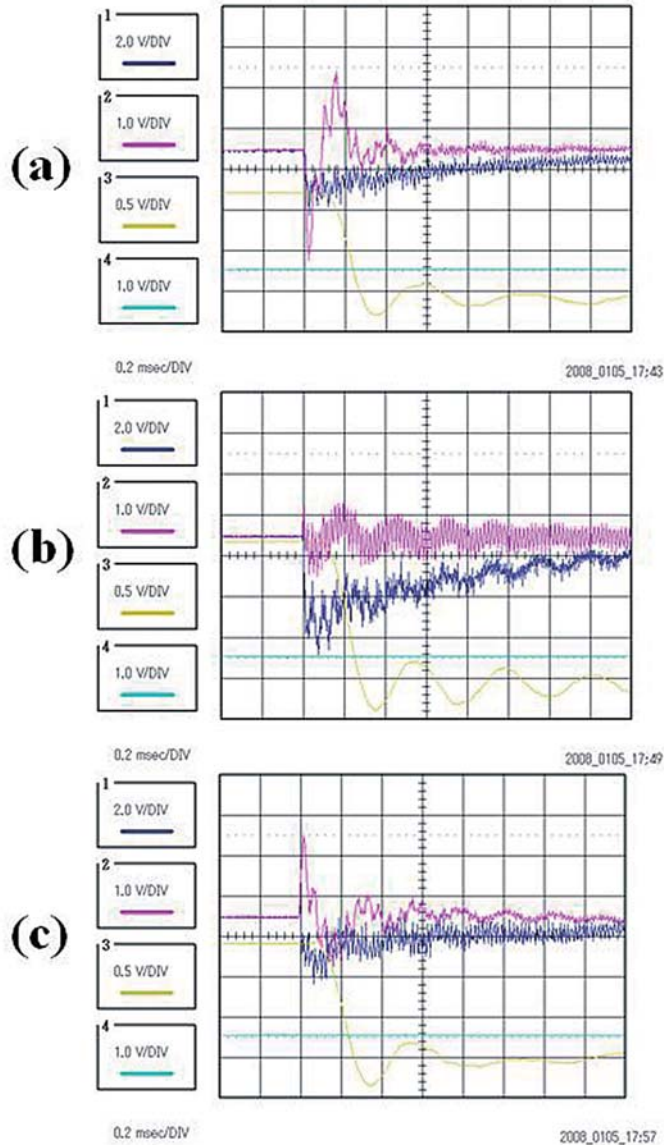 (a)
1
2.0 V/DIV
2
1.0 V/DIV
3
0.5 V/DIV
4
1.0 V/DIV
0.2 msec/DIV
2008_0105_17;43
(b)
1
2.0 V/DIV
2
1.0 V/DIV
3
0.5 V/DIV
4
1.0 V/DIV
0.2 msec/DIV
2008_0105_17;49
(c)
1
2.0 V/DIV
2
1.0 V/DIV
3
0.5 V/DIV
4
1.0 V/DIV
0.2 msec/DIV
2008_0105_17;57